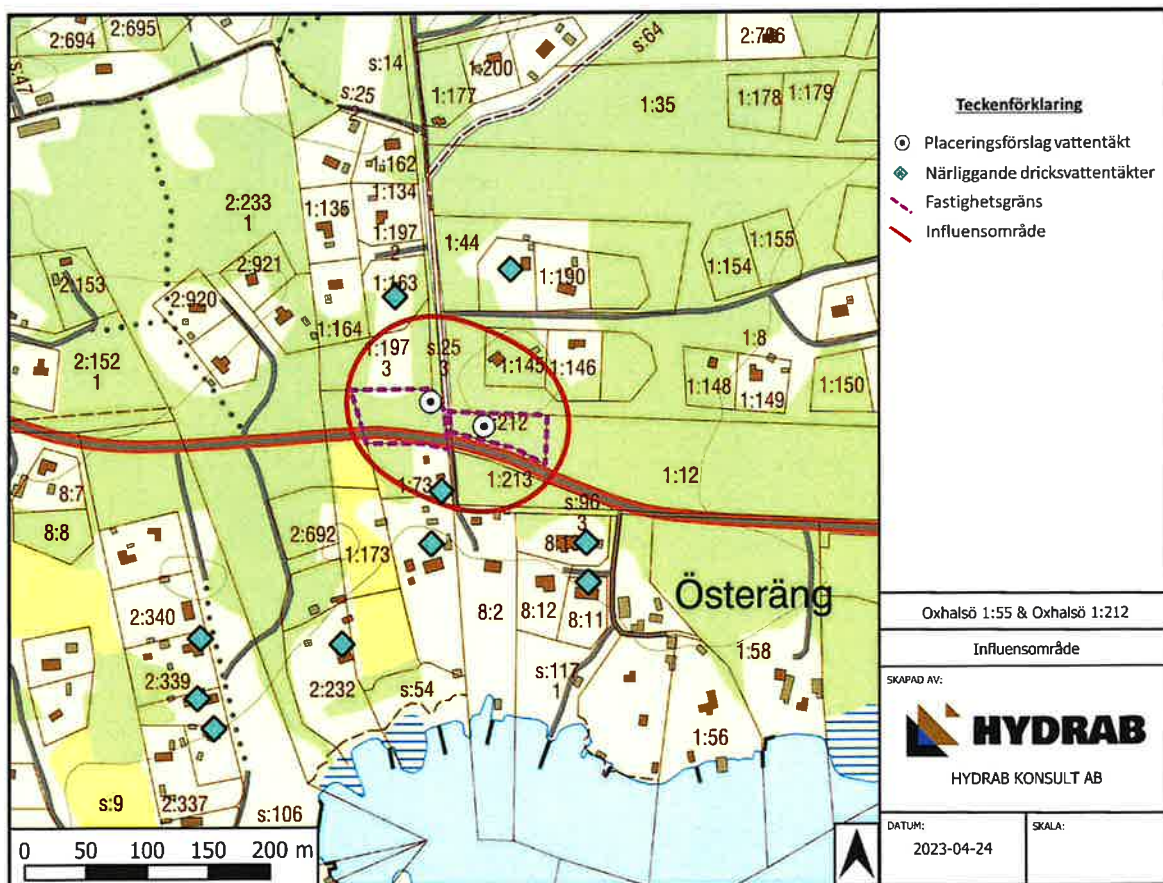 2:694
2:695
s:47
s:14
s:25
2
1:200
s:64
2:786
1:177
1:35
1:178
1:179
1:162
1:134
1:135
1:197
2
2:233
1
1:44
1:155
1:154
2:921
1:190
2:153
2:920
1:163
1:164
2:152
1
1:197
3
s:25
3
1:145
1:146
1:8
1:148
1:149
1:150
212
1:12
8:7
8:8
1:73
1:213
s:96
3
2:692
1:173
8
Österäng
2:340
8:2
8:12
8:11
2:339
2:232
s:54
s:117
1
1:58
1:56
s:9
2:337
s:106
0 50 100 150 200 m
Teckenförklaring
Placeringsförslag vattentäkt
Närliggande dricksvattentäkter
Fastighetsgräns
Influensområde
Oxhalsö 1:55 & Oxhalsö 1:212
Influensområde
SKAPAD AV:
HYDRAB
HYDRAB KONSULT AB
DATUM:
2023-04-24
SKALA: